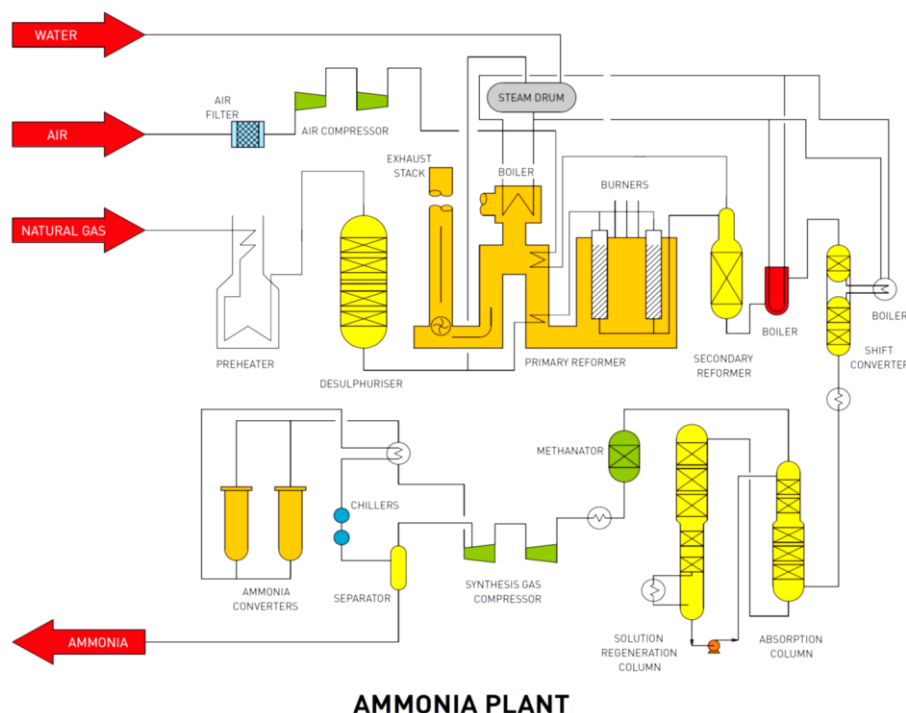 WATER
STEAM DRUM
AIR
FILTER
AIR
AIR COMPRESSOR
EXHAUST
STACK
BOILER
BURNERS
NATURAL GAS
PREHEATER
DESULPHURISER
PRIMARY REFORMER
SECONDARY
REFORMER
BOILER
BOILER
SHIFT
CONVERTER
METHANATOR
CHILLERS
AMMONIA
CONVERTERS
SEPARATOR
SYNTHESIS GAS
COMPRESSOR
AMMONIA
SOLUTION
REGENERATION
COLUMN
ABSORPTION
COLUMN
AMMONIA PLANT